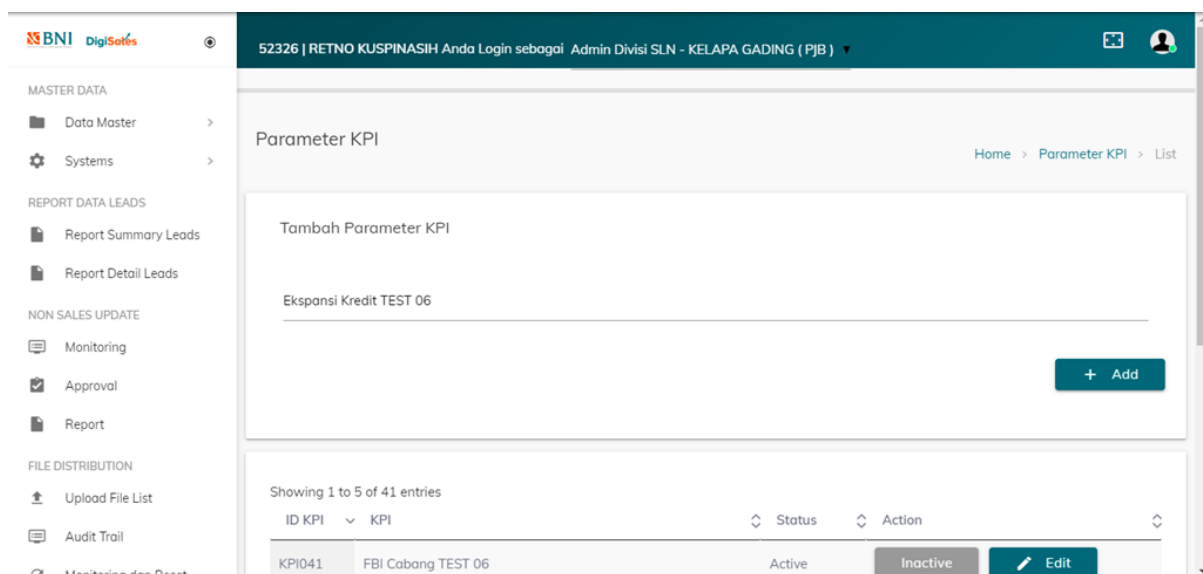 BNI DigiSales
52326 | RETNO KUSPINASIH Anda Login sebagai Admin Divisi SLN - KELAPA GADING ( PJB )
MASTER DATA
Data Master
Systems
REPORT DATA LEADS
Report Summary Leads
Report Detail Leads
NON SALES UPDATE
Monitoring
Approval
Report
FILE DISTRIBUTION
Upload File List
Audit Trail
Monitoring dan Reset
Parameter KPI
Home > Parameter KPI > List
Tambah Parameter KPI
Ekspansi Kredit TEST 06
+ Add
Showing 1 to 5 of 41 entries
ID KPI KPI Status Action
KPI041 FBI Cabang TEST 06 Active Inactive Edit